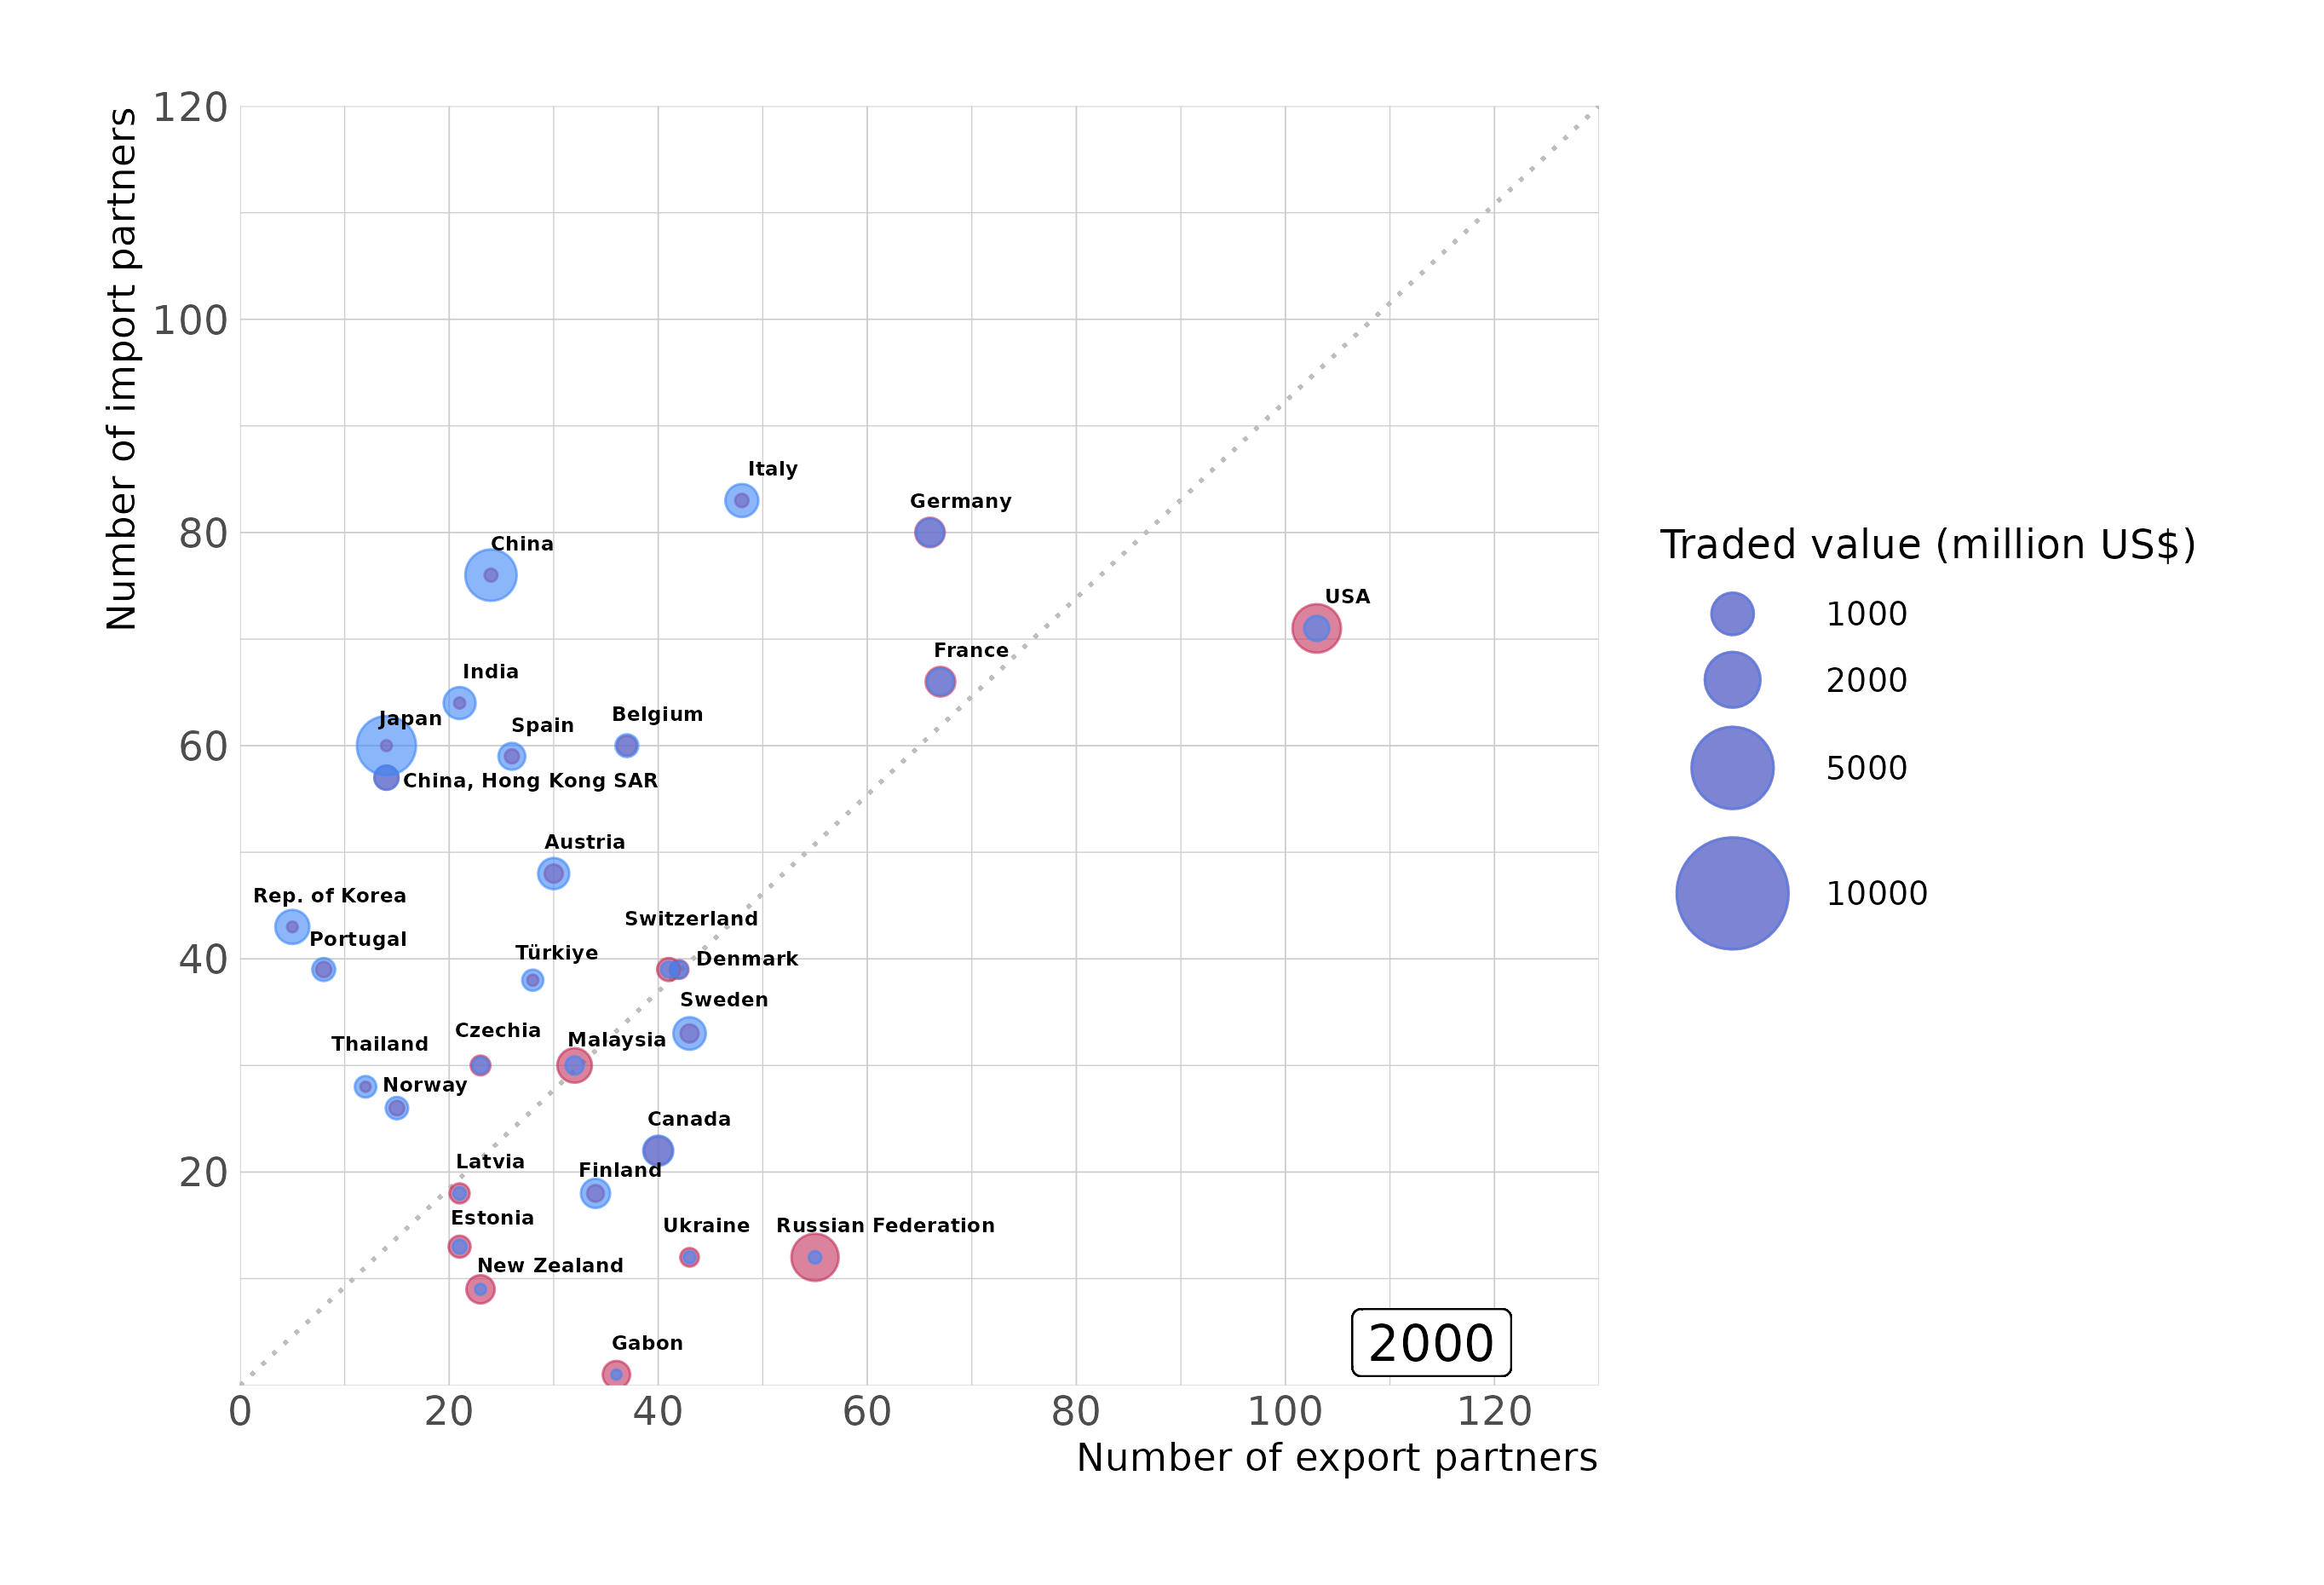 Number of import partners
120
100
80
60
40
20
Italy
Germany
China
USA
France
India
Japan
Spain
Belgium
China, Hong Kong SAR
Austria
Rep. of Korea
Switzerland
Portugal
Türkiye
Denmark
Sweden
Czechia
Malaysia
Thailand
Norway
Canada
Latvia
Finland
Estonia
Ukraine
Russian Federation
New Zealand
Gabon
2000
0 20 40 60 80 100 120
Number of export partners
Traded value (million US$)
1000
2000
5000
10000